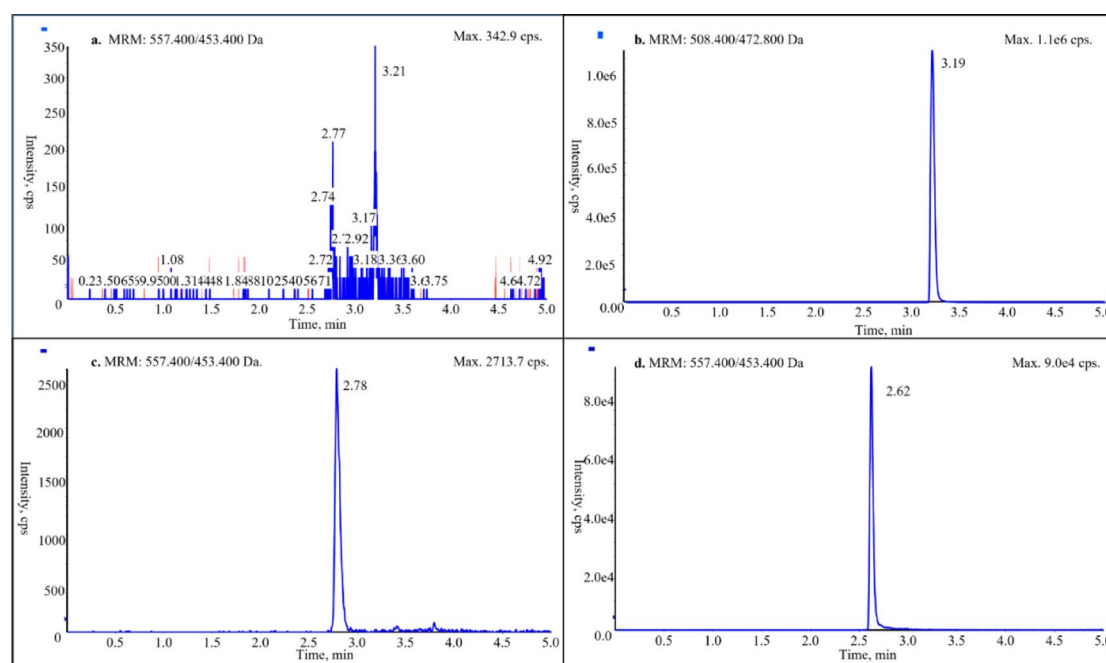 a. MRM: 557.400/453.400 Da
Max. 342.9 cps.
350
300
250
200
150
100
50
0
Intensity, cps
3.21
2.77
2.74
3.17
2.92
2.72
3.18
3.36
3.60
3.75
1.08
4.92
4.72
0.5
1.0
1.5
2.0
2.5
3.0
3.5
4.0
4.5
5.0
Time, min
b. MRM: 508.400/472.800 Da
Max. 1.1e6 cps.
1.0e6
8.0e5
6.0e5
4.0e5
2.0e5
0.00
Intensity, cps
3.19
0.5
1.0
1.5
2.0
2.5
3.0
3.5
4.0
4.5
5.0
Time, min
c. MRM: 557.400/453.400 Da.
Max. 2713.7 cps.
2500
2000
1500
1000
500
Intensity, cps
2.78
0.5
1.0
1.5
2.0
2.5
3.0
3.5
4.0
4.5
5.0
Time, min
d. MRM: 557.400/453.400 Da
Max. 9.0e4 cps.
8.0e4
6.0e4
4.0e4
2.0e4
0.0
Intensity, cps
2.62
0.5
1.0
1.5
2.0
2.5
3.0
3.5
4.0
4.5
5.0
Time, min